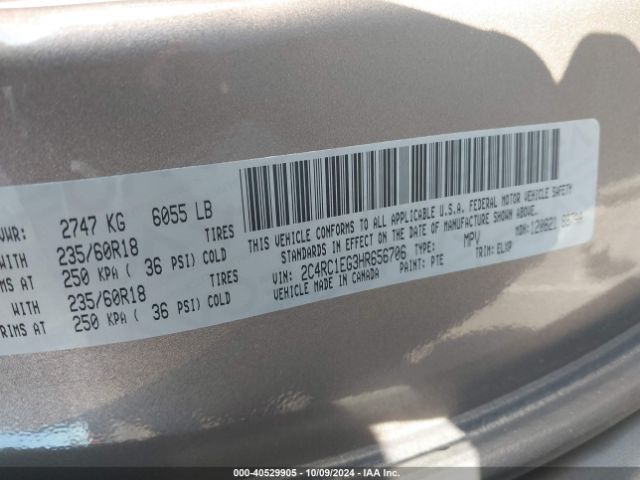 VWR: 2747 KG 6055 LB
WITH 235/60R18 TIRES
IMS AT 250 KPA ( 36 PSI) COLD
WITH 235/60R18 TIRES
RIMS AT 250 KPA ( 36 PSI) COLD
THIS VEHICLE CONFORMS TO ALL APPLICABLE U.S.A. FEDERAL MOTOR VEHICLE SAFETY
STANDARDS IN EFFECT ON THE DATE OF MANUFACTURE SHOWN ABOVE.
VIN: 2C4RC1EG3HR656706 TYPE: MPV MDH:
VEHICLE MADE IN CANADA PAINT: PTE TRIM: ELXP
000-40529905 | 10/09/2024 | IAA Inc.